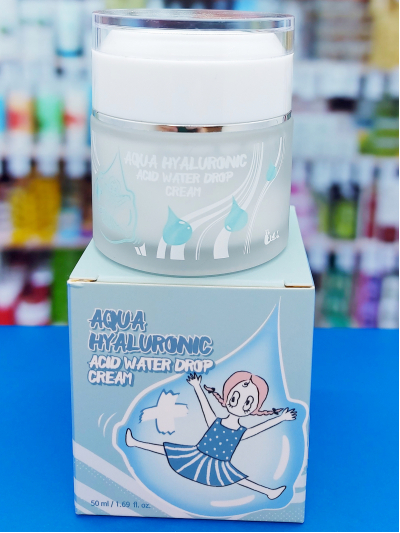 AQUA HYALURONIC
ACID WATER DROP
CREAM
AQUA
HYALURONIC
ACID WATER DROP
CREAM
50 ml / 1.69 fl. oz.